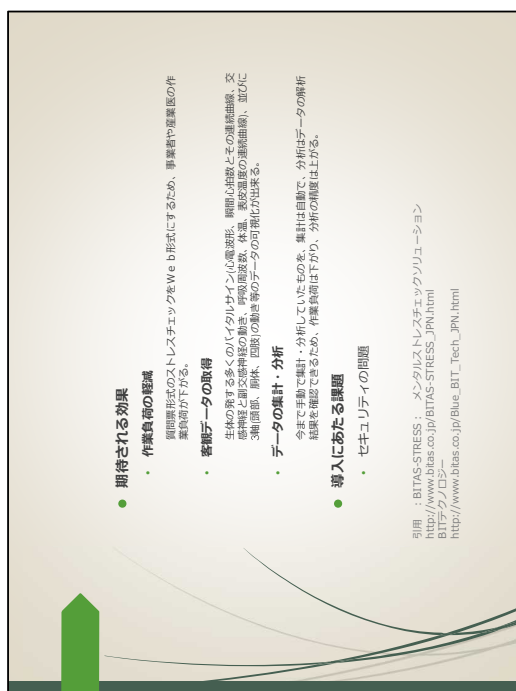 期待される効果
作業負荷の軽減
質問票形式のストレスチェックをWeb形式にするため、事業者や産業医の作
業負荷が下がる。
客観データの取得
生体の発する多くのバイタルサイン(心電波形、瞬間心拍数とその連続曲線、交
感神経と副交感神経の動き、呼吸周波数、体温、表皮温度の連続曲線)、並びに
3軸(頭部、胴体、四肢)の動き等のデータの可視化が出来る。
データの集計・分析
今まで手動で集計・分析していたものを、集計は自動で、分析はデータの解析
結果を確認できるため、作業負荷は下がり、分析の精度は上がる。
導入にあたる課題
セキュリティの問題
引用 :BITAS-STRESS: メンタルストレスチェックソリューション
http://www.bitas.co.jp/BITAS-STRESS_JPN.html
BITテクノロジー
http://www.bitas.co.jp/Blue_BIT_Tech_JPN.html